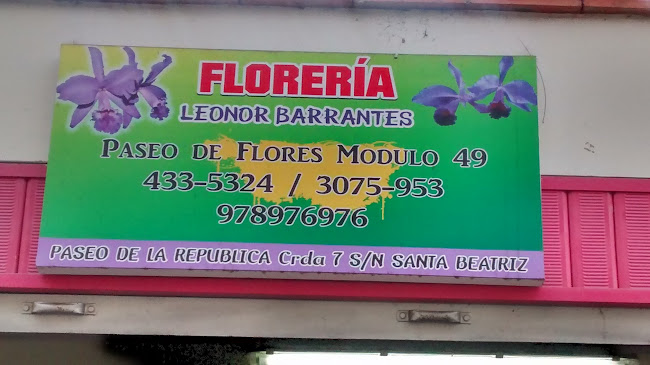 FLORERÍA
LEONOR BARRANTES
PASEO DE FLORES MODULO 49
433-5324 / 3075-953
978976976
PASEO DE LA REPUBLICA Crda 7 S/N SANTA BEATRIZ